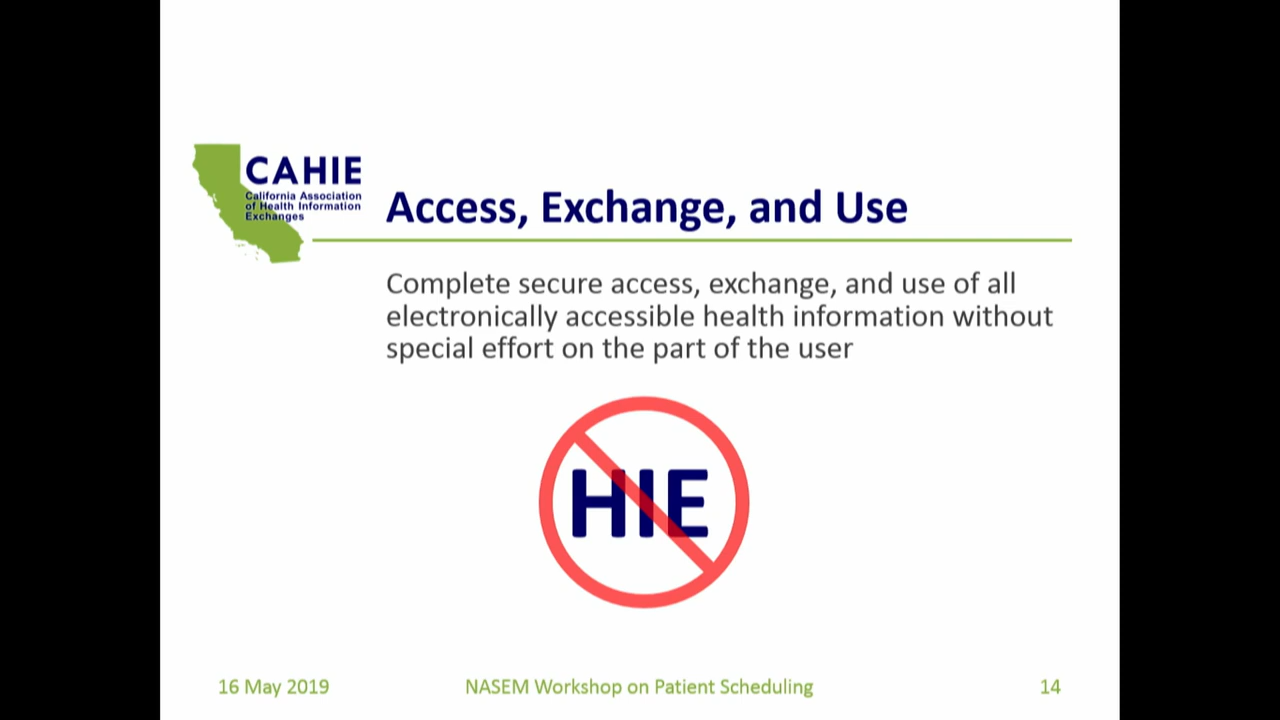 CAHIE
California Association
of Health Information
Exchanges
Access, Exchange, and Use
Complete secure access, exchange, and use of all
electronically accessible health information without
special effort on the part of the user
HIE
16 May 2019
NASEM Workshop on Patient Scheduling
14